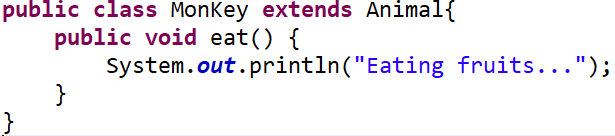 public class MonKey extends Animal{
    public void eat() {
        System.out.println("Eating fruits...");
    }
}